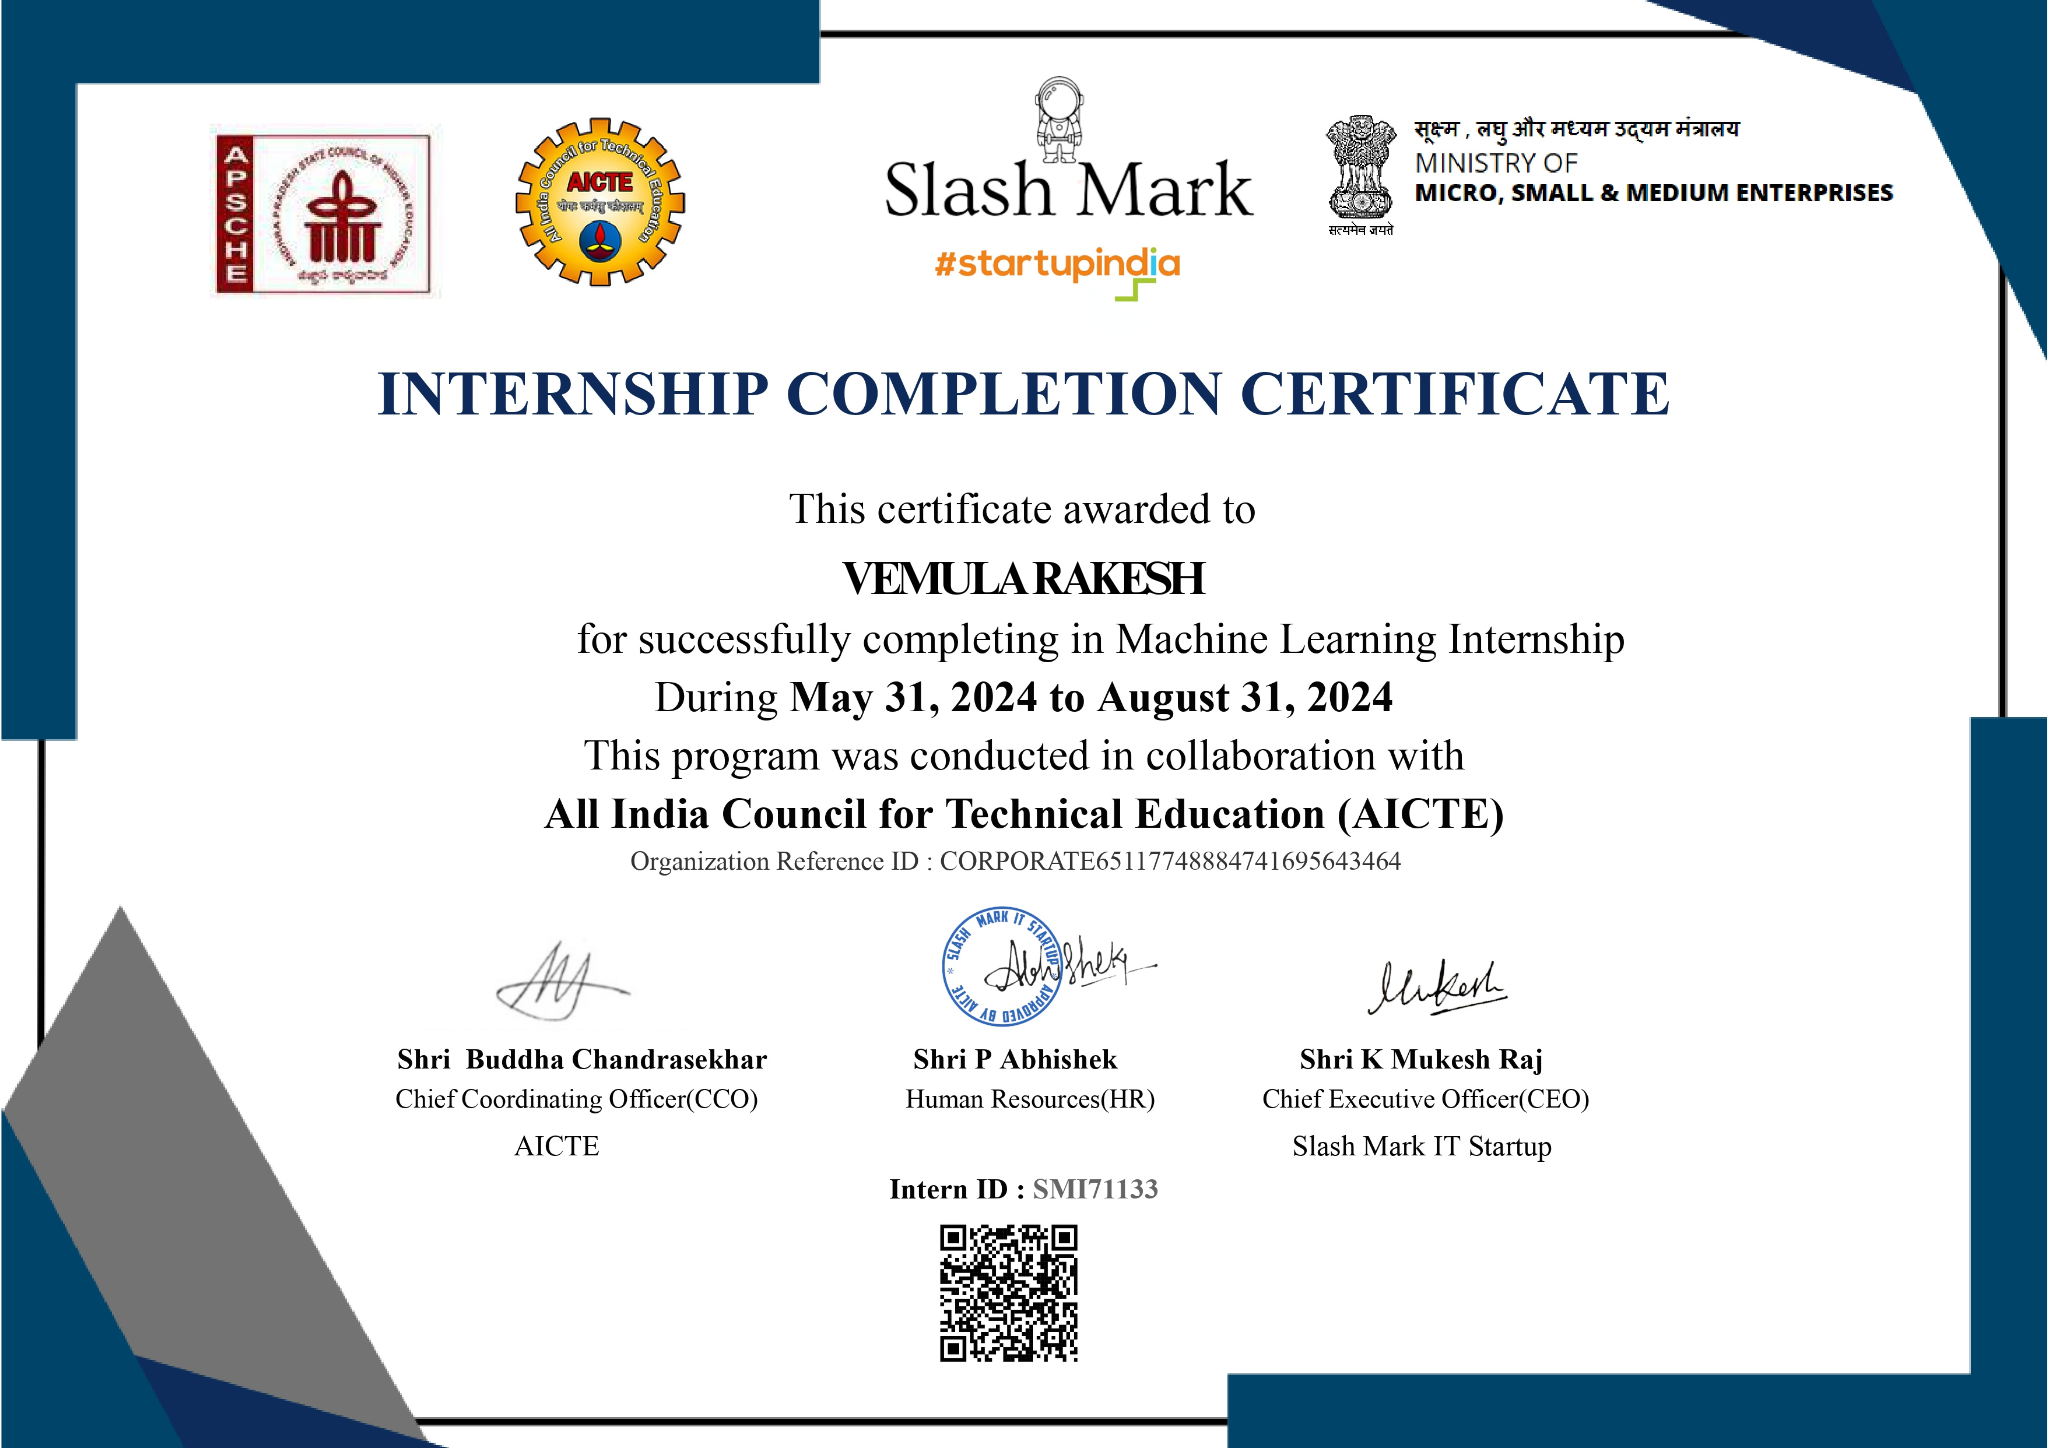 APSCHE
ANDHRA PRADESH STATE COUNCIL OF HIGHER EDUCATION
All India Council for Technical Education
AICTE
योगः कर्मसु कौशलम्
Slash Mark
#startupindia
सूक्ष्म , लघु और मध्यम उद्यम मंत्रालय
MINISTRY OF
MICRO, SMALL & MEDIUM ENTERPRISES
सत्यमेव जयते
INTERNSHIP COMPLETION CERTIFICATE
This certificate awarded to
VEMULA RAKESH
for successfully completing in Machine Learning Internship
During May 31, 2024 to August 31, 2024
This program was conducted in collaboration with
All India Council for Technical Education (AICTE)
Organization Reference ID : CORPORATE65117748884741695643464
* SLASH MARK IT STARTUP * APPROVED BY AICTE
Abhishek
Mukesh
Shri Buddha Chandrasekhar
Shri P Abhishek
Shri K Mukesh Raj
Chief Coordinating Officer(CCO)
Human Resources(HR)
Chief Executive Officer(CEO)
AICTE
Slash Mark IT Startup
Intern ID : SMI71133